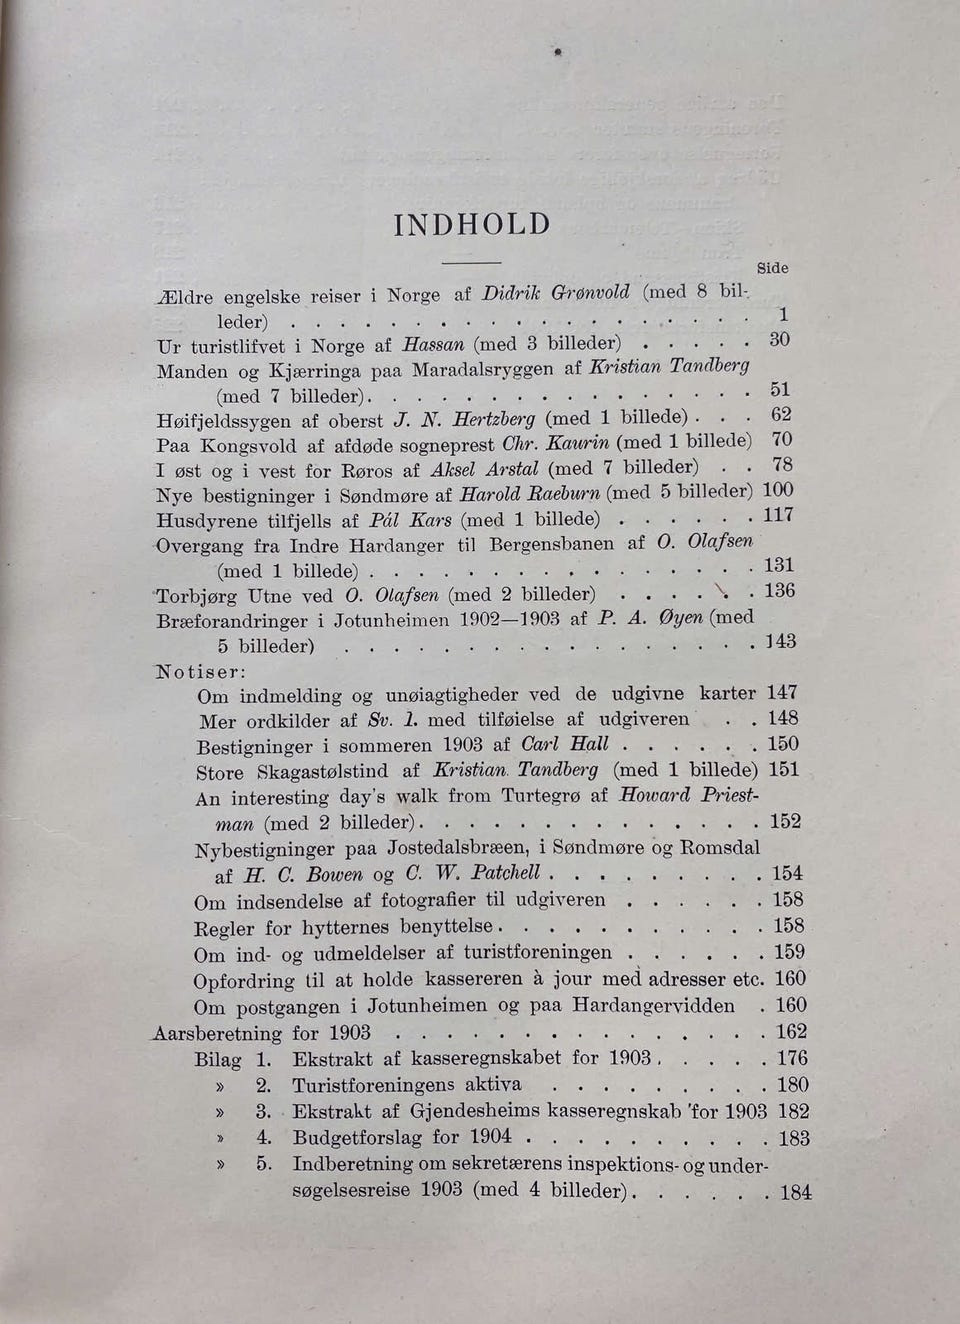 INDHOLD
Side
Ældre engelske reiser i Norge af Didrik Grønvold (med 8 bil-
leder) . . . . . . . . . . . . . . . . . . . 1
Ur turistlifvet i Norge af Hassan (med 3 billeder) . . . . . 30
Manden og Kjærringa paa Maradalsryggen af Kristian Tandberg
(med 7 billeder) . . . . . . . . . . . . . . . . 51
Høifjeldssygen af oberst J. N. Hertzberg (med 1 billede) . . . 62
Paa Kongsvold af afdøde sogneprest Chr. Kaurin (med 1 billede) 70
I øst og i vest for Røros af Aksel Arstal (med 7 billeder) . . 78
Nye bestigninger i Søndmøre af Harold Raeburn (med 5 billeder) 100
Husdyrene tilfjells af Pál Kars (med 1 billede) . . . . . . 117
Overgang fra Indre Hardanger til Bergensbanen af O. Olafsen
(med 1 billede) . . . . . . . . . . . . . . . . 131
Torbjørg Utne ved O. Olafsen (med 2 billeder) . . . . . . 136
Bræforandringer i Jotunheimen 1902—1903 af P. A. Øyen (med
5 billeder) . . . . . . . . . . . . . . . . . 143
Notiser:
Om indmelding og unøiagtigheder ved de udgivne karter 147
Mer ordkilder af Sv. 1. med tilføielse af udgiveren . . 148
Bestigninger i sommeren 1903 af Carl Hall . . . . . . 150
Store Skagastølstind af Kristian Tandberg (med 1 billede) 151
An interesting day's walk from Turtegrø af Howard Priest-
man (med 2 billeder) . . . . . . . . . . . . . . 152
Nybestigninger paa Jostedalsbræen, i Søndmøre og Romsdal
af H. C. Bowen og C. W. Patchell . . . . . . . . . 154
Om indsendelse af fotografier til udgiveren . . . . . . 158
Regler for hytternes benyttelse . . . . . . . . . . . 158
Om ind- og udmeldelser af turistforeningen . . . . . . 159
Opfordring til at holde kassereren à jour med adresser etc. 160
Om postgangen i Jotunheimen og paa Hardangervidden . 160
Aarsberetning for 1903 . . . . . . . . . . . . . . . 162
Bilag 1. Ekstrakt af kasseregnskabet for 1903 . . . . . 176
» 2. Turistforeningens aktiva . . . . . . . . . 180
» 3. Ekstrakt af Gjendesheims kasseregnskab for 1903 182
» 4. Budgetforslag for 1904 . . . . . . . . . . 183
» 5. Indberetning om sekretærens inspektions- og under-
søgelsesreise 1903 (med 4 billeder) . . . . . . 184